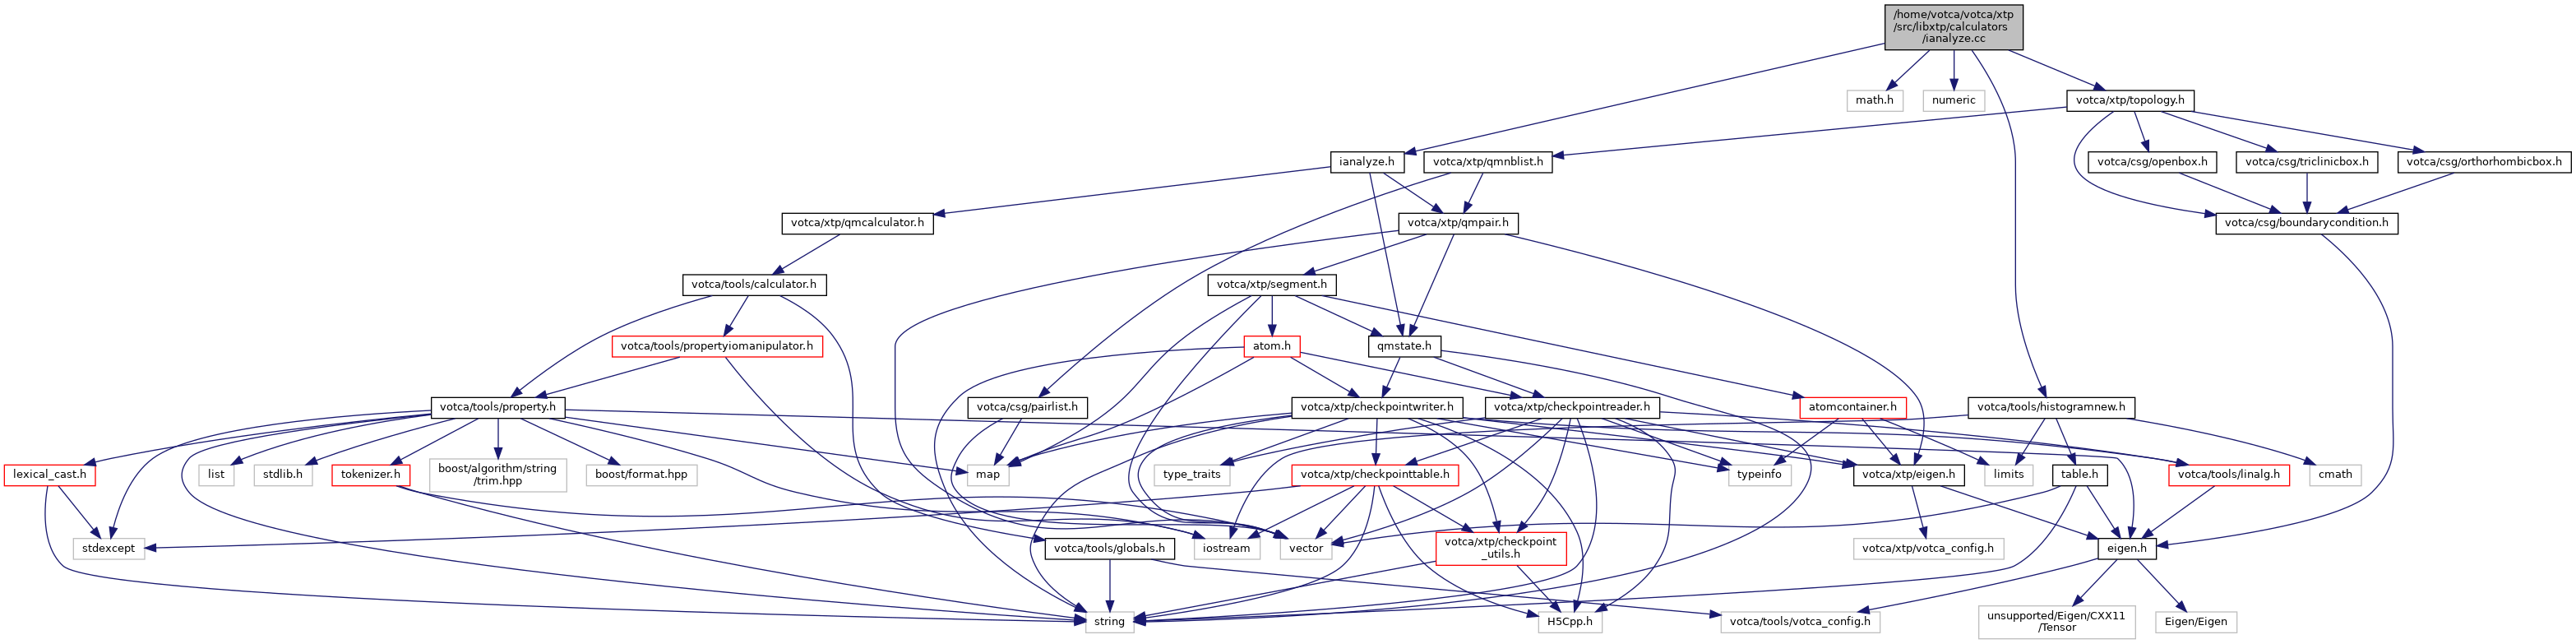 /home/votca/votca/xtp
/src/libxtp/calculators
/ianalyze.cc
math.h
numeric
votca/xtp/topology.h
ianalyze.h
votca/xtp/qmnblist.h
votca/csg/openbox.h
votca/csg/triclinicbox.h
votca/csg/orthorhombicbox.h
votca/xtp/qmcalculator.h
votca/xtp/qmpair.h
votca/csg/boundarycondition.h
votca/tools/calculator.h
votca/xtp/segment.h
votca/tools/propertyiomanipulator.h
atom.h
qmstate.h
votca/tools/property.h
votca/csg/pairlist.h
votca/xtp/checkpointwriter.h
votca/xtp/checkpointreader.h
atomcontainer.h
votca/tools/histogramnew.h
lexical_cast.h
list
stdlib.h
tokenizer.h
boost/algorithm/string
/trim.hpp
boost/format.hpp
map
type_traits
votca/xtp/checkpointtable.h
typeinfo
votca/xtp/eigen.h
limits
table.h
votca/tools/linalg.h
cmath
stdexcept
votca/tools/globals.h
iostream
vector
votca/xtp/checkpoint
_utils.h
votca/xtp/votca_config.h
eigen.h
string
H5Cpp.h
votca/tools/votca_config.h
unsupported/Eigen/CXX11
/Tensor
Eigen/Eigen